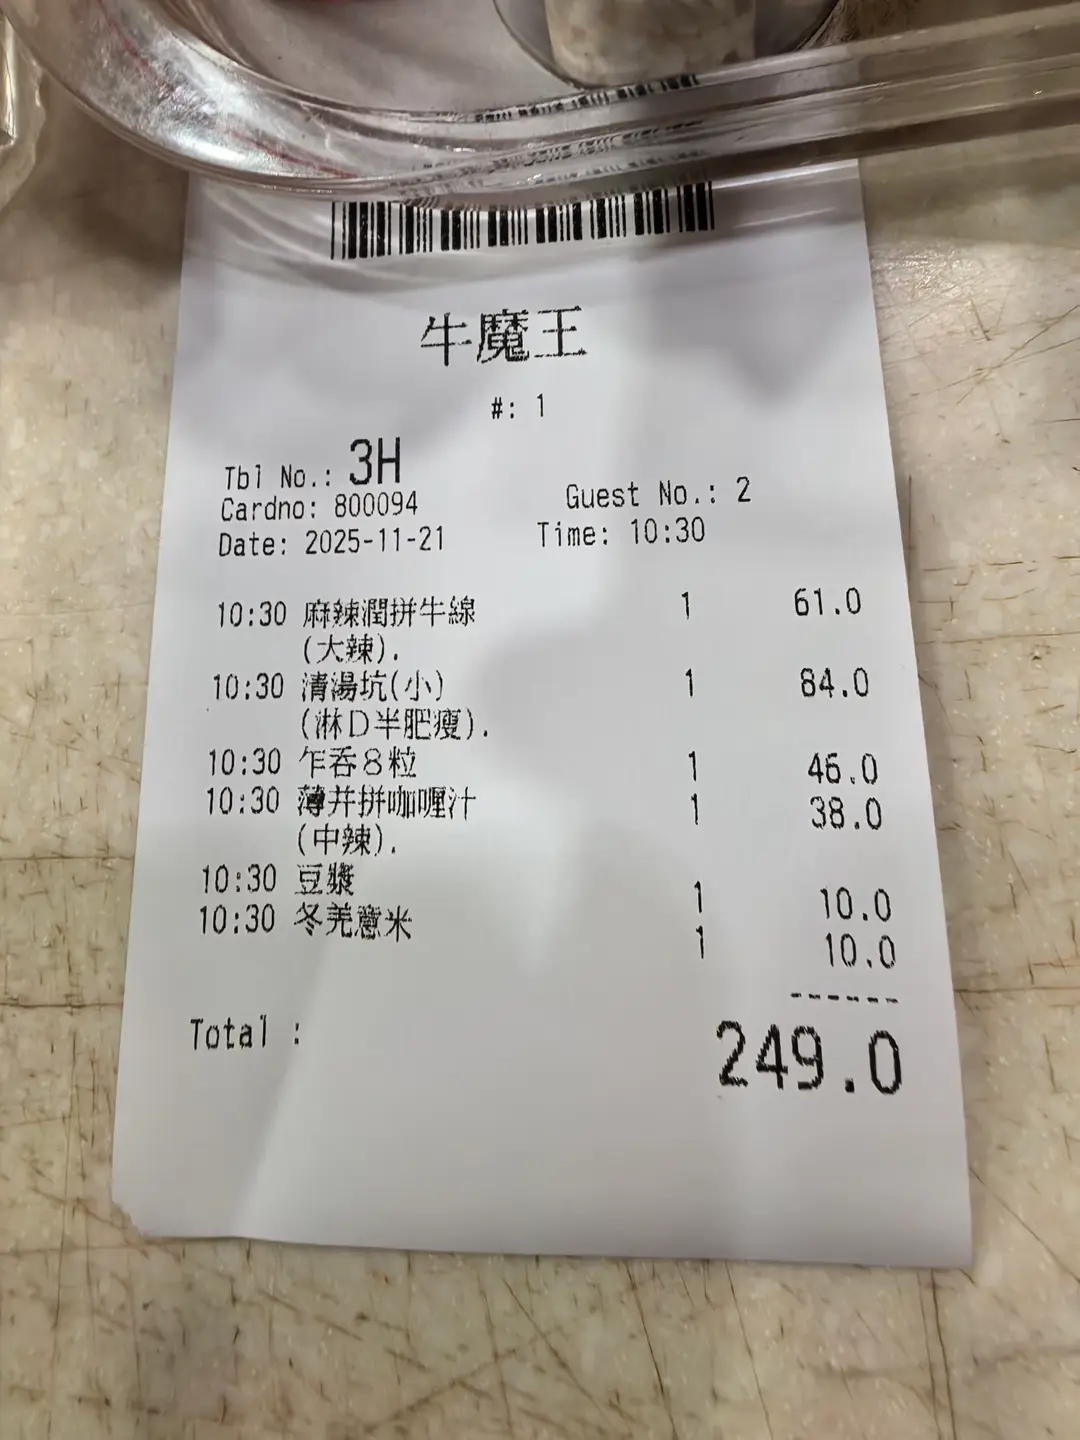 牛魔王
#: 1
Tbl No.: 3H
Cardno: 800094 Guest No.: 2
Date: 2025-11-21 Time: 10:30
10:30 麻辣潤拼牛線 1 61.0
(大辣).
10:30 清湯坑(小) 1 84.0
(淋D半肥瘦).
10:30 乍吞8粒 1 46.0
10:30 薄井拼咖喱汁 1 38.0
(中辣).
10:30 豆漿 1 10.0
10:30 冬羌薏米 1 10.0
------
Total : 249.0